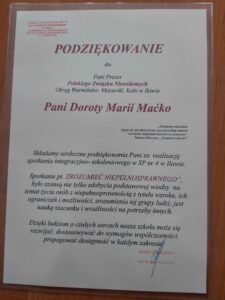 PODZIĘKOWANIE
dla
Pani Prezes
Polskiego Związku Niewidomych
Okręg Warmińsko- Mazurski, Koło w Iławie
Pani Doroty Marii Maćko
Składamy serdeczne podziękowania Pani za realizację
spotkania integracyjno- szkoleniowego w SP nr 4 w Iławie.
Spotkanie pt. ZROZUMIEĆ NIEPEŁNOSPRAWNEGO",
było szansą nie tylko zdobycia podstawowej wiedzy na
temat życia osób z niepełnosprawnością z tytułu wzroku, ich
ograniczeń i możliwości, zrozumienia tej grupy ludzi, jest
nauką szacunku i wrażliwości na potrzeby innych.
Dzięki ludziom o czułych sercach nasza szkoła może się
rozwijać, dostosowywać do wymogów współczesności,
propagować dostępność w każdym zakresie.